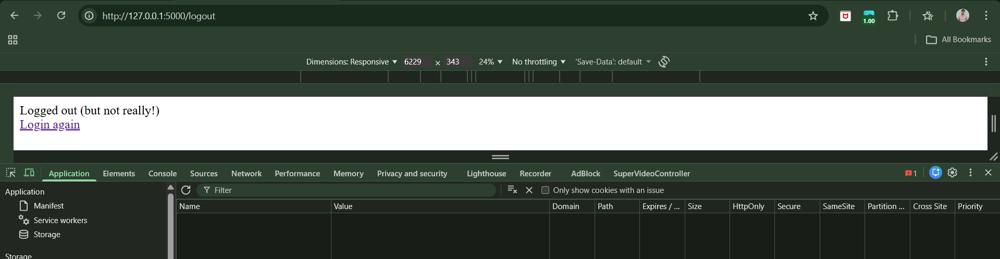 http://127.0.0.1:5000/logout
1.00
All Bookmarks
Dimensions: Responsive 6229 × 343 24% No throttling 'Save-Data': default
Logged out (but not really!)
Login again
Application Elements Console Sources Network Performance Memory Privacy and security Lighthouse Recorder AdBlock SuperVideoController 1
Application
Manifest
Service workers
Storage
Storage
Filter Only show cookies with an issue
Name Value Domain Path Expires / ... Size HttpOnly Secure SameSite Partition ... Cross Site Priority